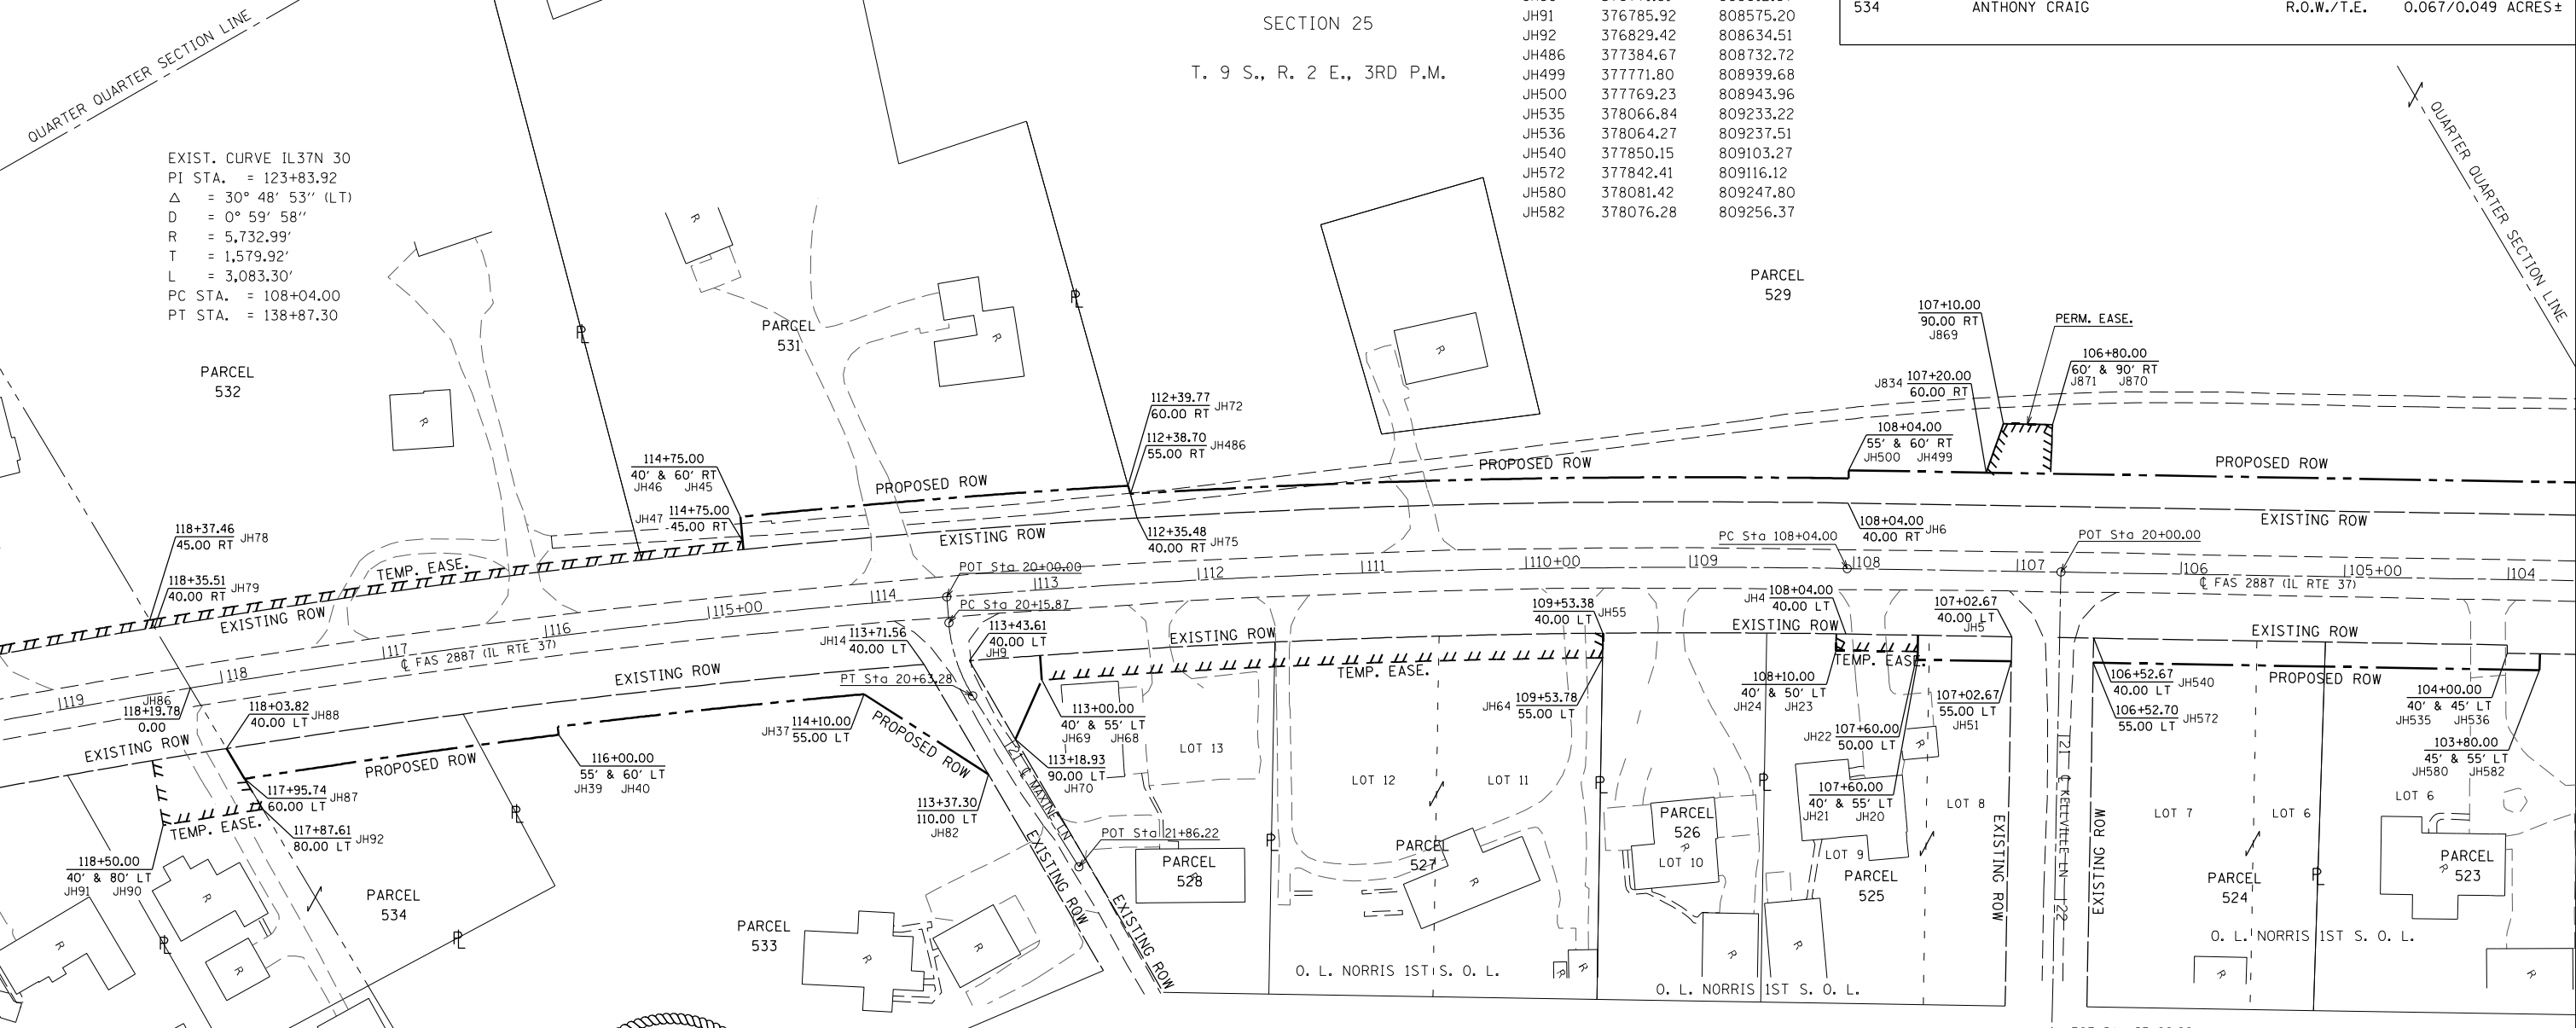 SECTION 25
T. 9 S., R. 2 E., 3RD P.M.
JH91 376785.92 808575.20
JH92 376829.42 808634.51
JH486 377384.67 808732.72
JH499 377771.80 808939.68
JH500 377769.23 808943.96
JH535 378066.84 809233.22
JH536 378064.27 809237.51
JH540 377850.15 809103.27
JH572 377842.41 809116.12
JH580 378081.42 809247.80
JH582 378076.28 809256.37
534 ANTHONY CRAIG R.O.W./T.E. 0.067/0.049 ACRES±
QUARTER QUARTER SECTION LINE
QUARTER QUARTER SECTION LINE
EXIST. CURVE IL37N 30
PI STA. = 123+83.92
Δ = 30° 48' 53'' (LT)
D = 0° 59' 58''
R = 5,732.99'
T = 1,579.92'
L = 3,083.30'
PC STA. = 108+04.00
PT STA. = 138+87.30
PARCEL
532
R
R
PARCEL
531
R
R
PARCEL
529
107+10.00
90.00 RT
J869
PERM. EASE.
106+80.00
60' & 90' RT
J871 J870
J834 107+20.00
60.00 RT
112+39.77
60.00 RT JH72
112+38.70
55.00 RT JH486
108+04.00
55' & 60' RT
JH500 JH499
114+75.00
40' & 60' RT
JH46 JH45
JH47 114+75.00
45.00 RT
PROPOSED ROW
PROPOSED ROW
PROPOSED ROW
EXISTING ROW
EXISTING ROW
112+35.48
40.00 RT JH75
108+04.00
40.00 RT JH6
PC Sta 108+04.00
POT Sta 20+00.00
118+37.46
45.00 RT JH78
118+35.51
40.00 RT JH79
TEMP. EASE.
EXISTING ROW
POT Sta 20+00.00
PC Sta 20+15.87
119
118
117
116
115+00
114
113
112
111
110+00
109
108
107
106
105+00
104
℄ FAS 2887 (IL RTE 37)
℄ FAS 2887 (IL RTE 37)
JH86
118+19.78
0.00
118+03.82
40.00 LT JH88
EXISTING ROW
EXISTING ROW
JH14 113+71.56
40.00 LT
113+43.61
40.00 LT
JH9
EXISTING ROW
109+53.38
40.00 LT JH55
JH4 108+04.00
40.00 LT
EXISTING ROW
107+02.67
40.00 LT
JH5
EXISTING ROW
TEMP. EASE.
TEMP. EASE.
PT Sta 20+63.28
PROPOSED ROW
PROPOSED ROW
PROPOSED ROW
106+52.67
40.00 LT JH540
106+52.70
55.00 LT JH572
104+00.00
40' & 45' LT
JH535 JH536
103+80.00
45' & 55' LT
JH580 JH582
JH37 114+10.00
55.00 LT
113+00.00
40' & 55' LT
JH69 JH68
113+18.93
90.00 LT
JH70
JH64 109+53.78
55.00 LT
108+10.00
40' & 50' LT
JH24 JH23
107+02.67
55.00 LT
JH51
JH22 107+60.00
50.00 LT
107+60.00
40' & 55' LT
JH21 JH20
116+00.00
55' & 60' LT
JH39 JH40
117+95.74
60.00 LT JH87
TEMP. EASE.
117+87.61
80.00 LT JH92
118+50.00
40' & 80' LT
JH91 JH90
113+37.30
110.00 LT
JH82
21 ℄ MAXINE LN
POT Sta 21+86.22
EXISTING ROW
EXISTING ROW
21 ℄ KELLVILLE LN 22
EXISTING ROW
EXISTING ROW
LOT 13
LOT 12
LOT 11
LOT 10
LOT 9
LOT 8
LOT 7
LOT 6
LOT 6
PARCEL
528
PARCEL
527
PARCEL
526
PARCEL
525
PARCEL
524
PARCEL
523
PARCEL
534
PARCEL
533
O. L. NORRIS 1ST S. O. L.
O. L. NORRIS 1ST S. O. L.
O. L. NORRIS 1ST S. O. L.